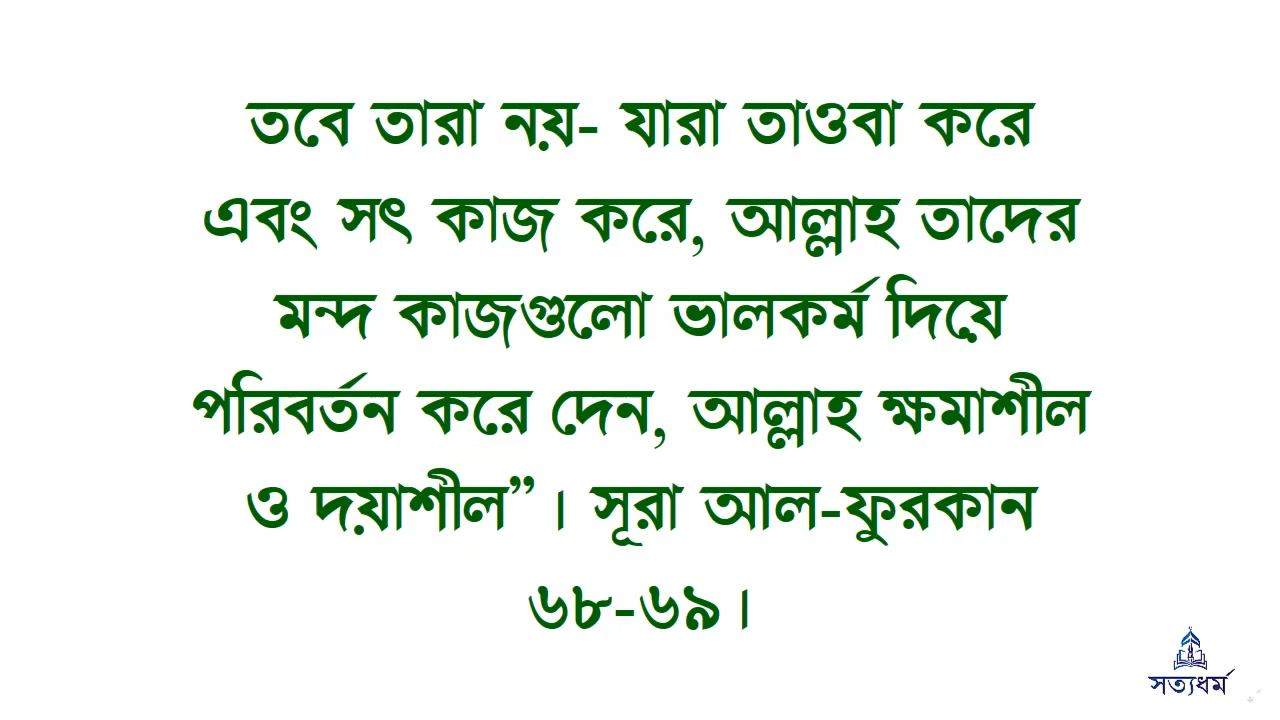 তবে তারা নয়- যারা তাওবা করে
এবং সৎ কাজ করে, আল্লাহ তাদের
মন্দ কাজগুলো ভালকর্ম দিয়ে
পরিবর্তন করে দেন, আল্লাহ ক্ষমাশীল
ও দয়াশীল”। সূরা আল-ফুরকান
৬৮-৬৯।
সত্যধর্ম